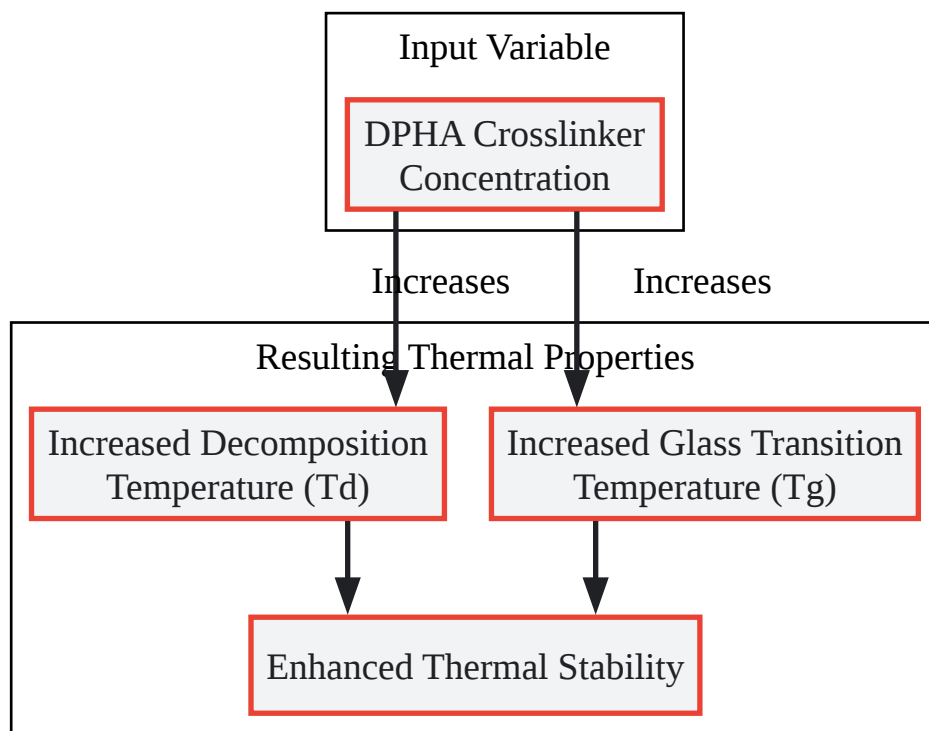 Input Variable
DPHA Crosslinker
Concentration
Increases
Increases
Resulting Thermal Properties
Increased Decomposition
Temperature (Td)
Increased Glass Transition
Temperature (Tg)
Enhanced Thermal Stability